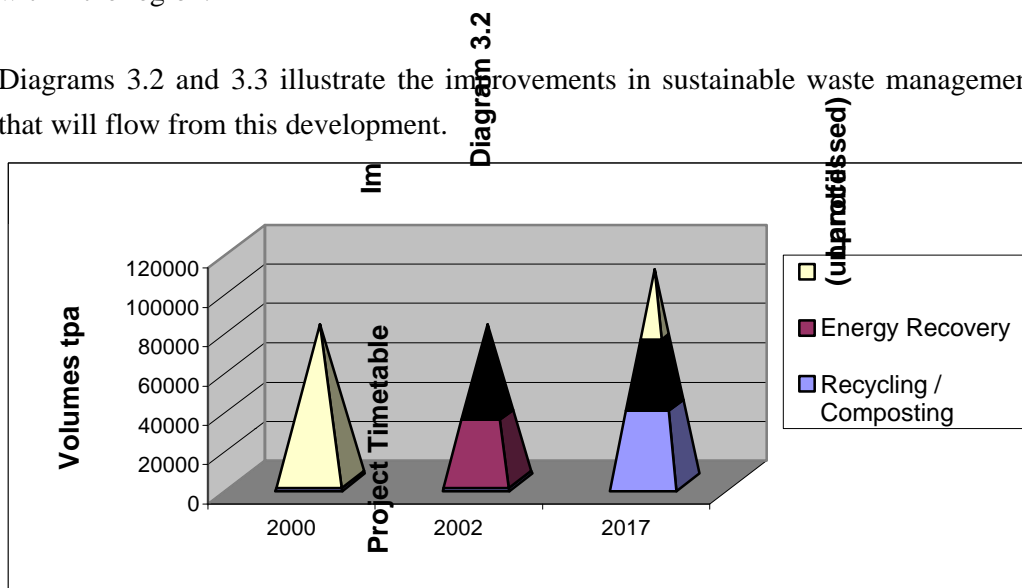 Diagrams 3.2 and 3.3 illustrate the improvements in sustainable waste managemen
that will flow from this development.
Diagram 3.2
Im
Volumes tpa
120000
100000
80000
60000
40000
20000
0
2000
2002
2017
Project Timetable
Energy Recovery
Recycling /
Composting